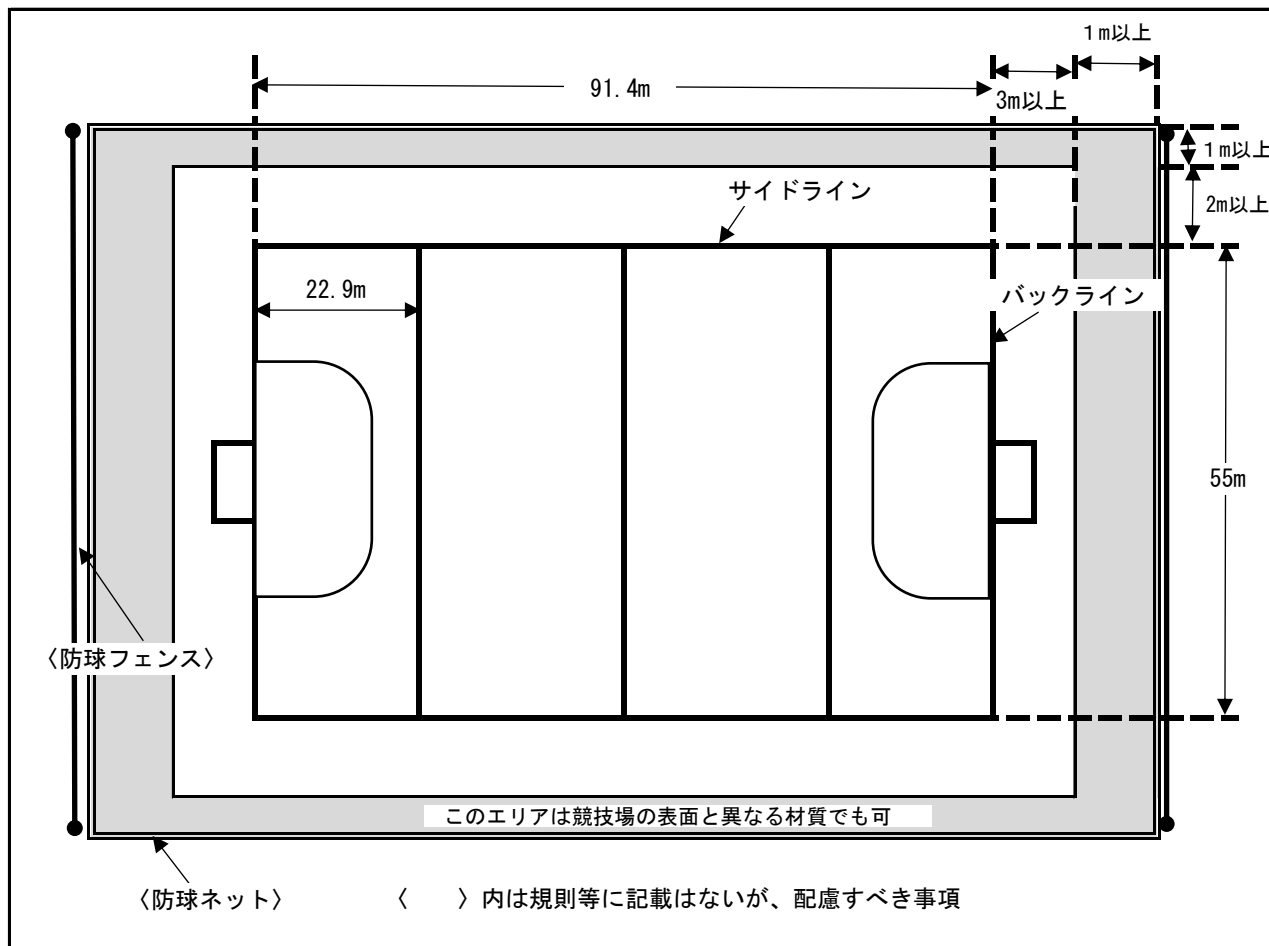 1m以上
91.4m
3m以上
1m以上
サイドライン
2m以上
22.9m
バックライン
55m
〈防球フェンス〉
このエリアは競技場の表面と異なる材質でも可
〈防球ネット〉 〈 〉内は規則等に記載はないが、配慮すべき事項